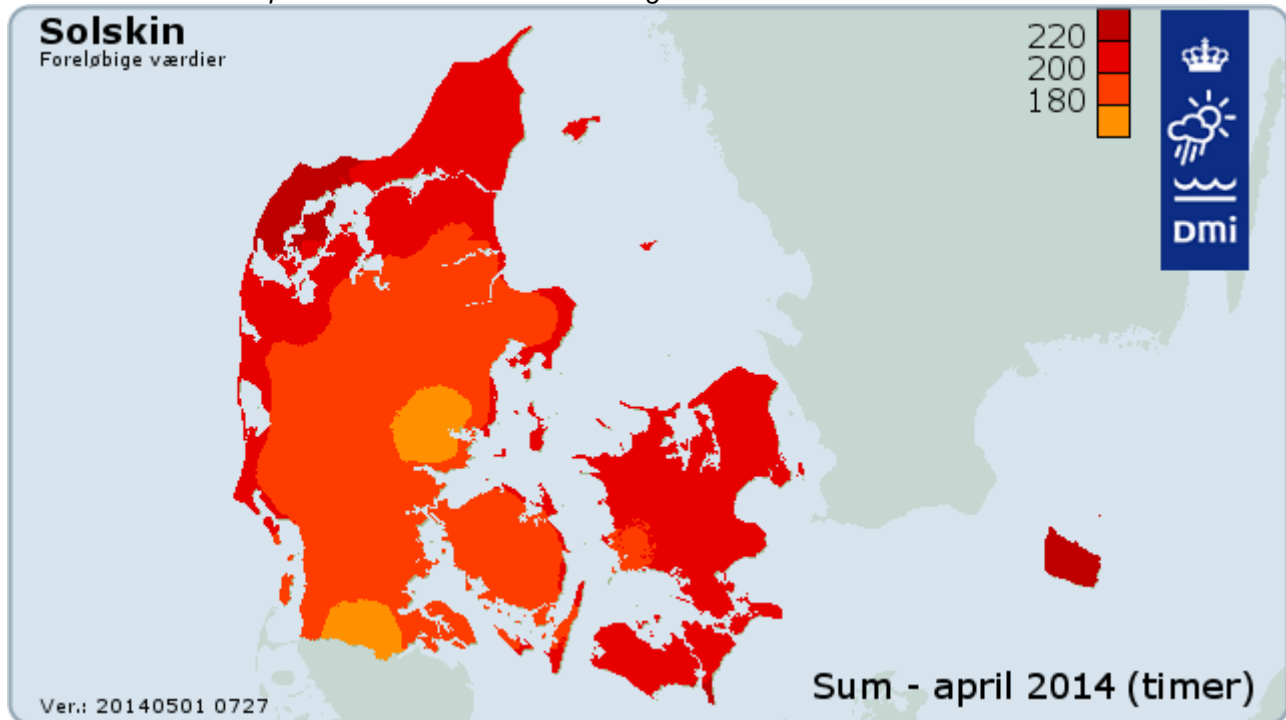 Solskin
Foreløbige værdier
220
200
180
DMI
Sum - april 2014 (timer)
Ver.: 20140501 0727